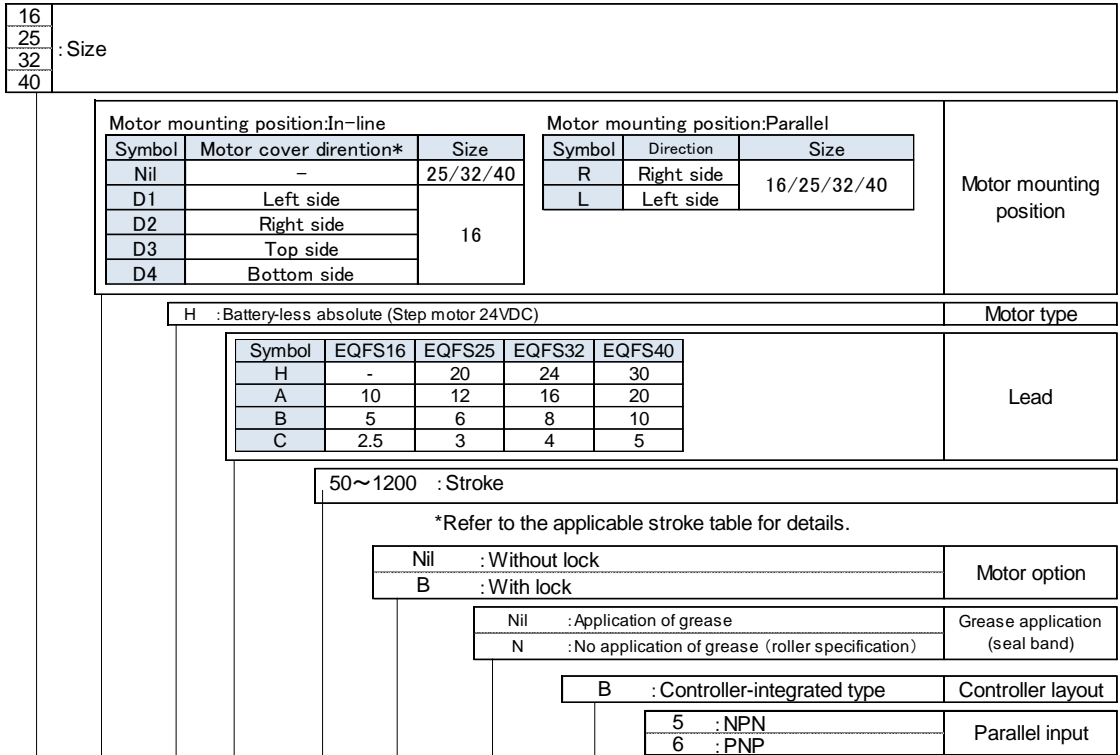 16
25
32
40
:Size
Motor mounting position:In-line
Symbol Motor cover dirention* Size
Nil - 25/32/40
D1 Left side
D2 Right side
D3 Top side
D4 Bottom side
16
Motor mounting position:Parallel
Symbol Direction Size
R Right side
L Left side
16/25/32/40
Motor mounting
position
H :Battery-less absolute (Step motor 24VDC) Motor type
Symbol EQFS16 EQFS25 EQFS32 EQFS40
H - 20 24 30
A 10 12 16 20
B 5 6 8 10
C 2.5 3 4 5
Lead
50~1200 :Stroke
*Refer to the applicable stroke table for details.
Nil :Without lock
B :With lock
Motor option
Nil :Application of grease
N :No application of grease (roller specification)
Grease application
(seal band)
B :Controller-integrated type Controller layout
5 :NPN
6 :PNP
Parallel input